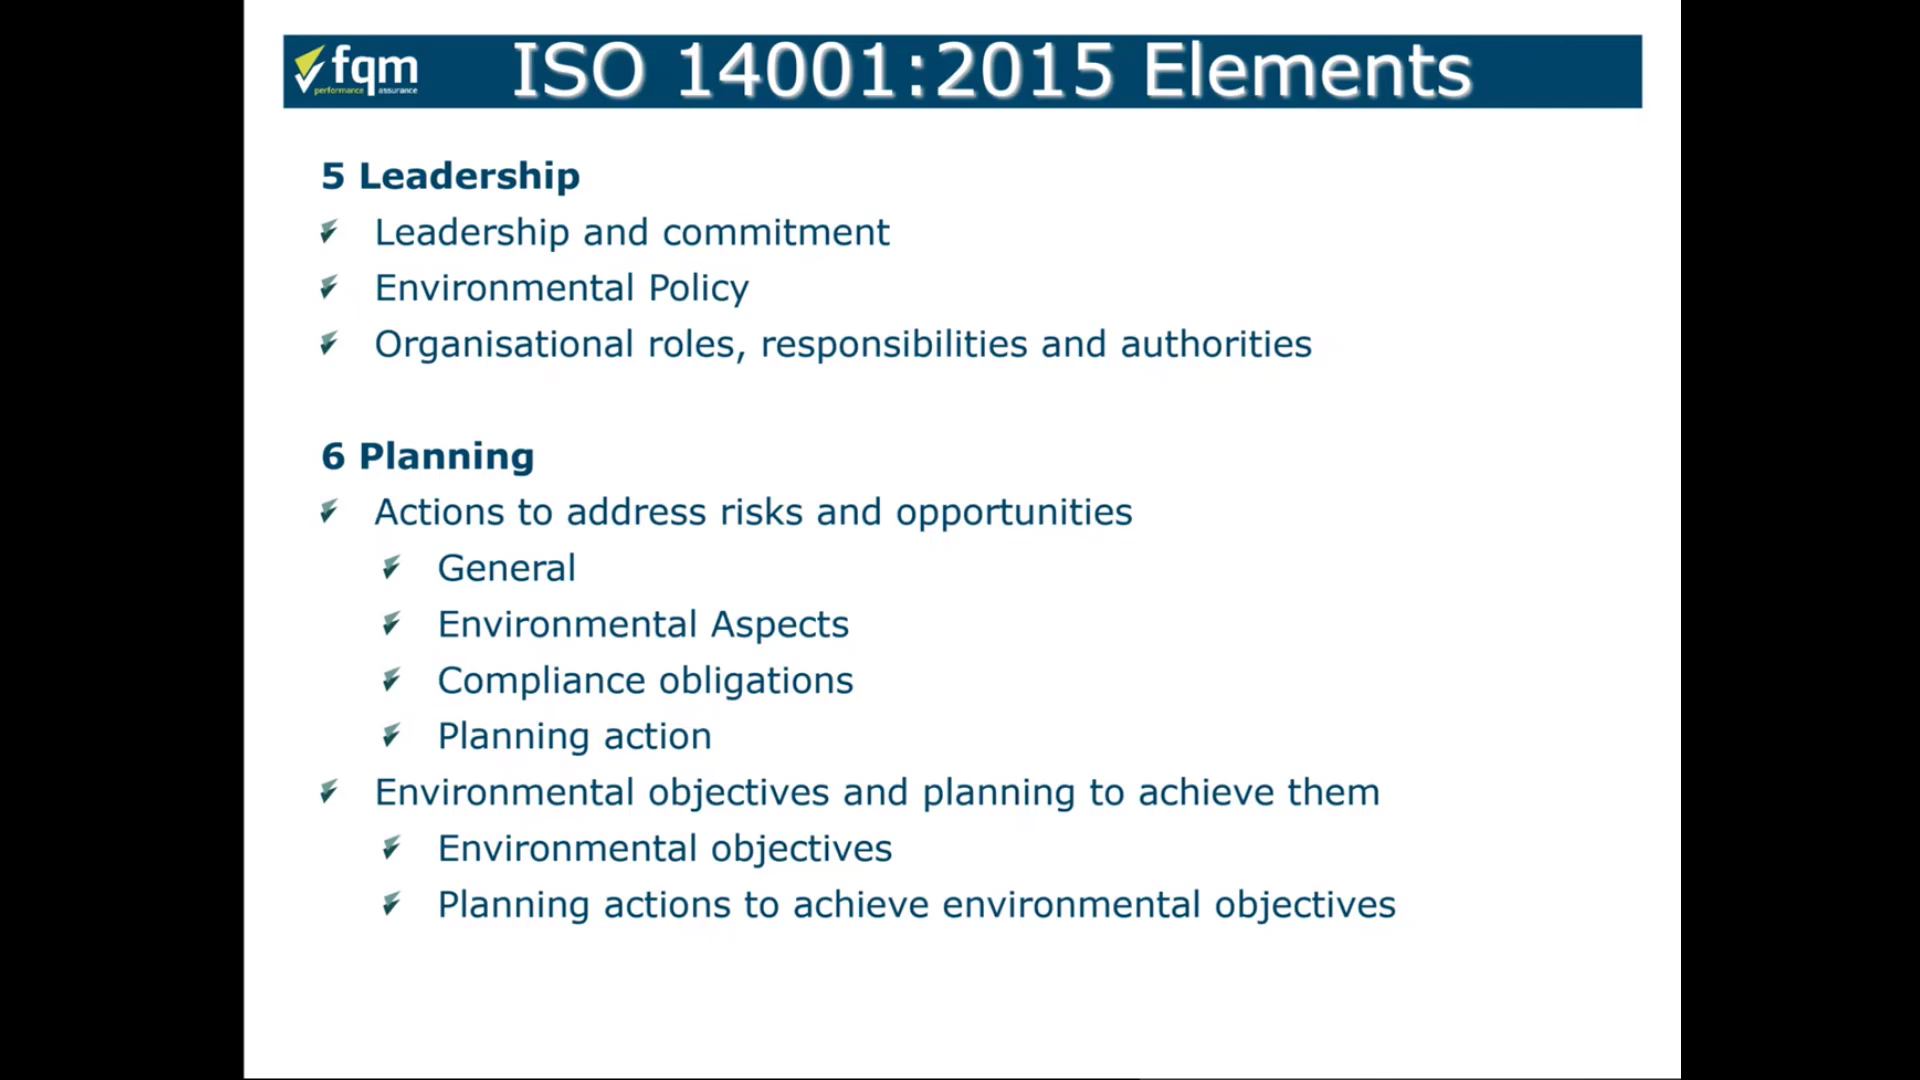 fqm
performance assurance
ISO 14001:2015 Elements
5 Leadership
Leadership and commitment
Environmental Policy
Organisational roles, responsibilities and authorities
6 Planning
Actions to address risks and opportunities
General
Environmental Aspects
Compliance obligations
Planning action
Environmental objectives and planning to achieve them
Environmental objectives
Planning actions to achieve environmental objectives